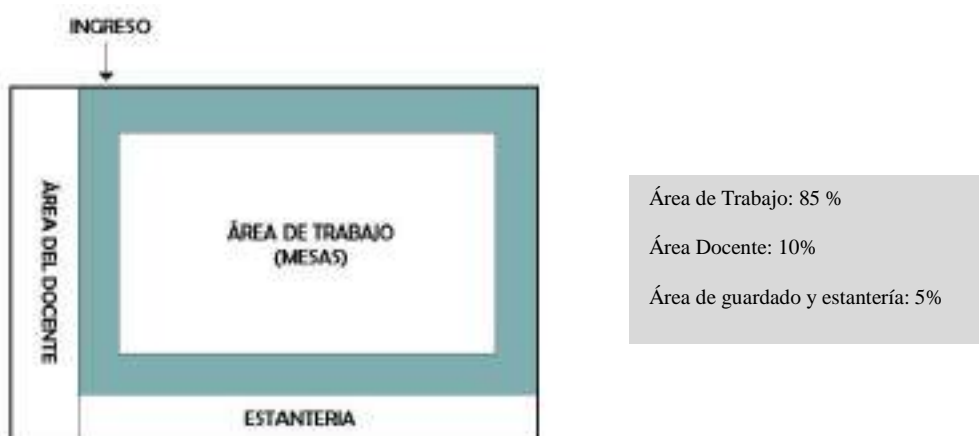 INGRESO
ÁREA DEL DOCENTE
ÁREA DE TRABAJO
(MESAS)
ESTANTERIA
Área de Trabajo: 85 %
Área Docente: 10%
Área de guardado y estantería: 5%